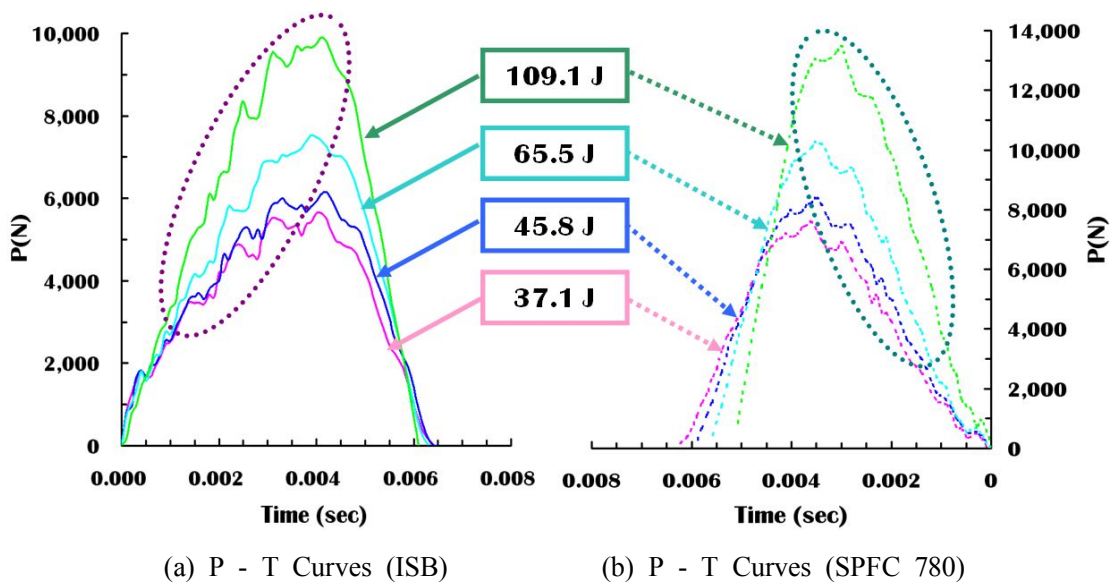 10,000
8,000
6,000
4,000
2,000
0
P(N)
0.000 0.002 0.004 0.006 0.008
Time (sec)
109.1 J
65.5 J
45.8 J
37.1 J
14,000
12,000
10,000
8,000
6,000
4,000
2,000
0
P(N)
0.008 0.006 0.004 0.002 0
Time (sec)
(a) P - T Curves (ISB)
(b) P - T Curves (SPFC 780)